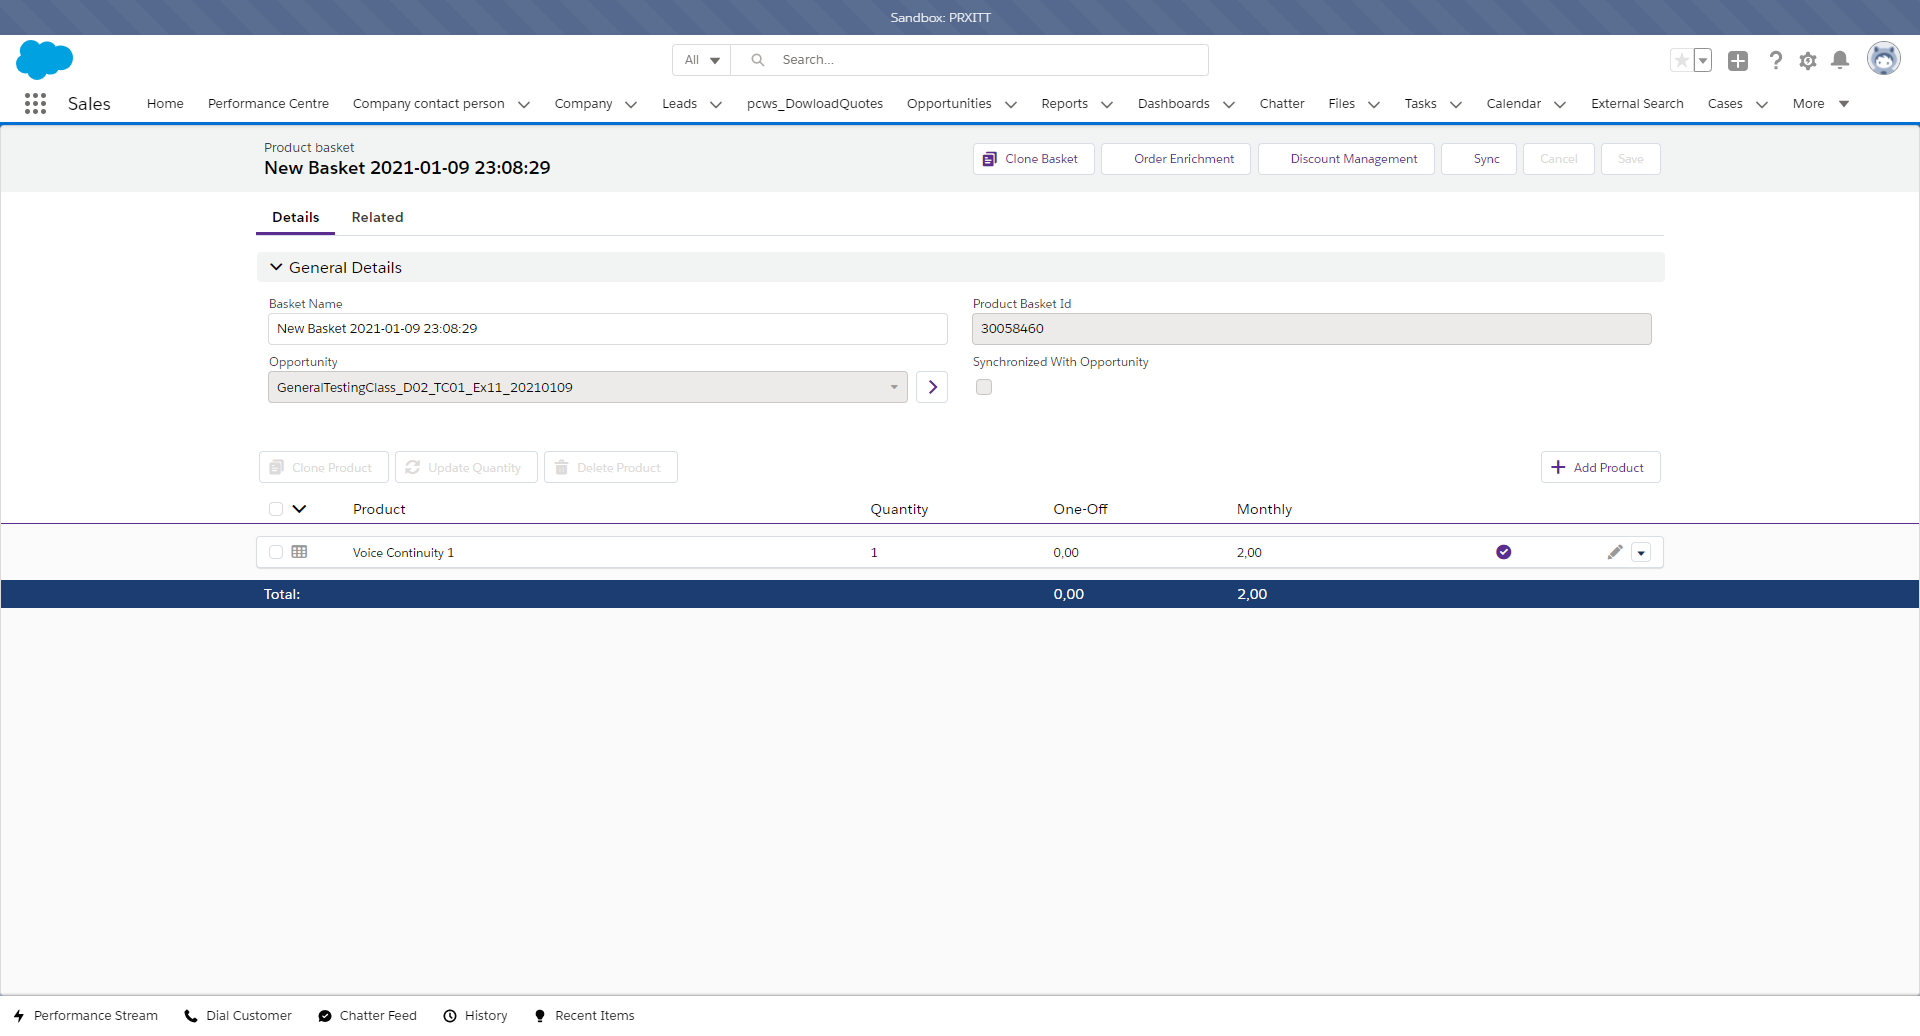 Sandbox: PRXITT
All
Search...
Sales
Home
Performance Centre
Company contact person
Company
Leads
pcws_DowloadQuotes
Opportunities
Reports
Dashboards
Chatter
Files
Tasks
Calendar
External Search
Cases
More
Product basket
New Basket 2021-01-09 23:08:29
Clone Basket
Order Enrichment
Discount Management
Sync
Cancel
Save
Details
Related
General Details
Basket Name
New Basket 2021-01-09 23:08:29
Product Basket Id
30058460
Opportunity
GeneralTestingClass_D02_TC01_Ex11_20210109
Synchronized With Opportunity
Clone Product
Update Quantity
Delete Product
Add Product
Product Quantity One-Off Monthly
Voice Continuity 1 1 0,00 2,00
Total: 0,00 2,00
Performance Stream
Dial Customer
Chatter Feed
History
Recent Items